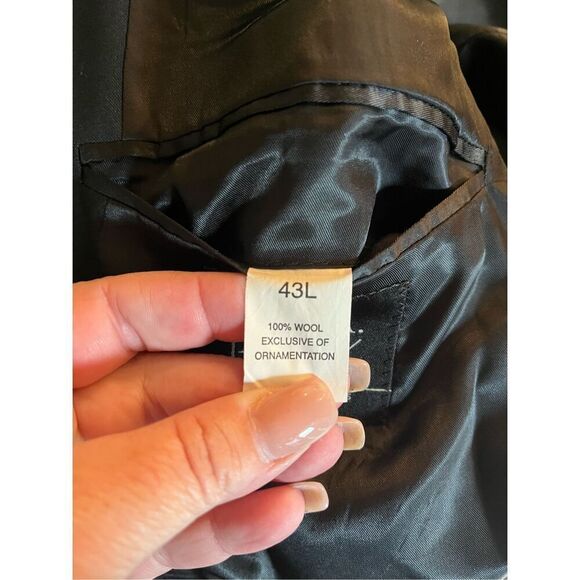 43L
100% WOOL
EXCLUSIVE OF
ORNAMENTATION